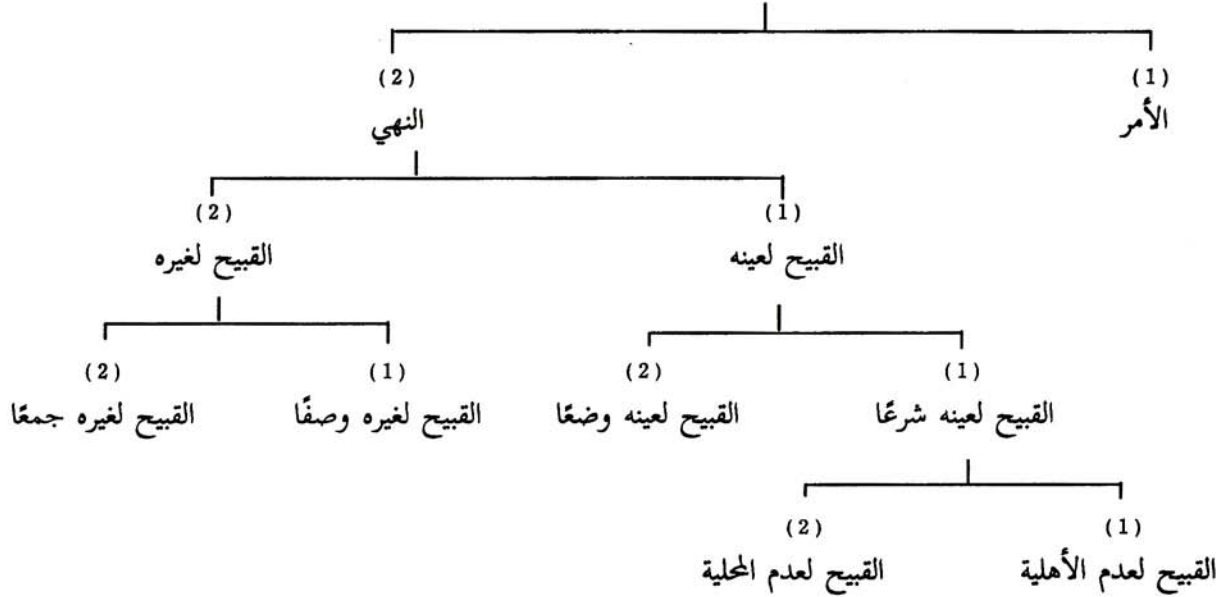 (1) (2)
الأمر النهي
(1) (2)
القبيح لعينه القبيح لغيره
(1) (2) (1) (2)
القبيح لعينه شرعًا القبيح لعينه وضعًا القبيح لغيره وصفًا القبيح لغيره جمعًا
(1) (2)
القبيح لعدم الأهلية القبيح لعدم المحلية